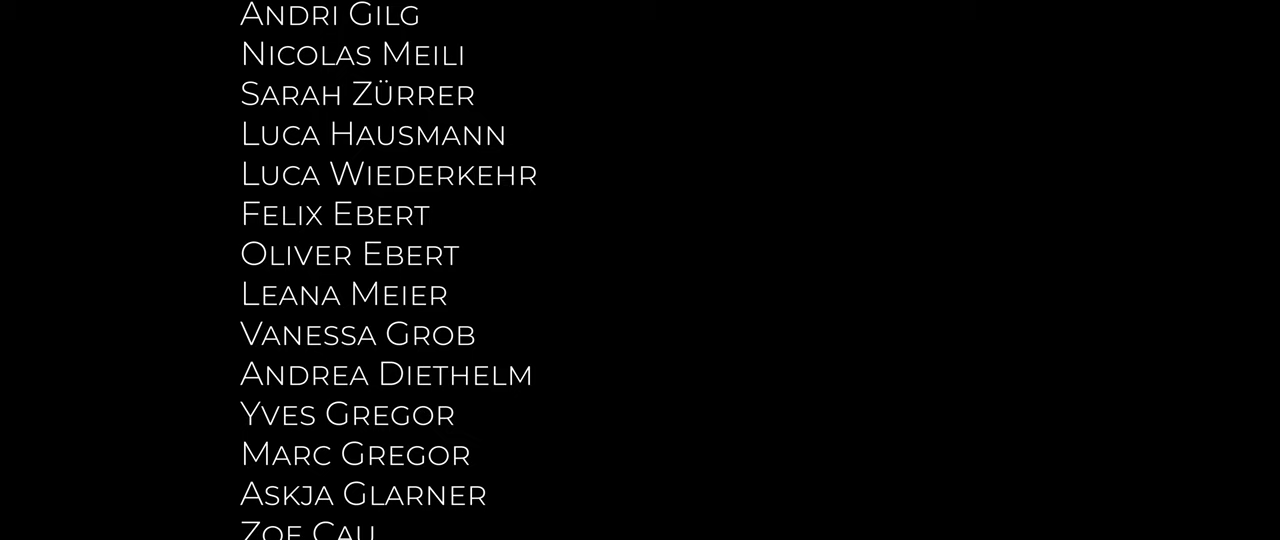 Andri Gilg
Nicolas Meili
Sarah Zürrer
Luca Hausmann
Luca Wiederkehr
Felix Ebert
Oliver Ebert
Leana Meier
Vanessa Grob
Andrea Diethelm
Yves Gregor
Marc Gregor
Askja Glarner
Zoe